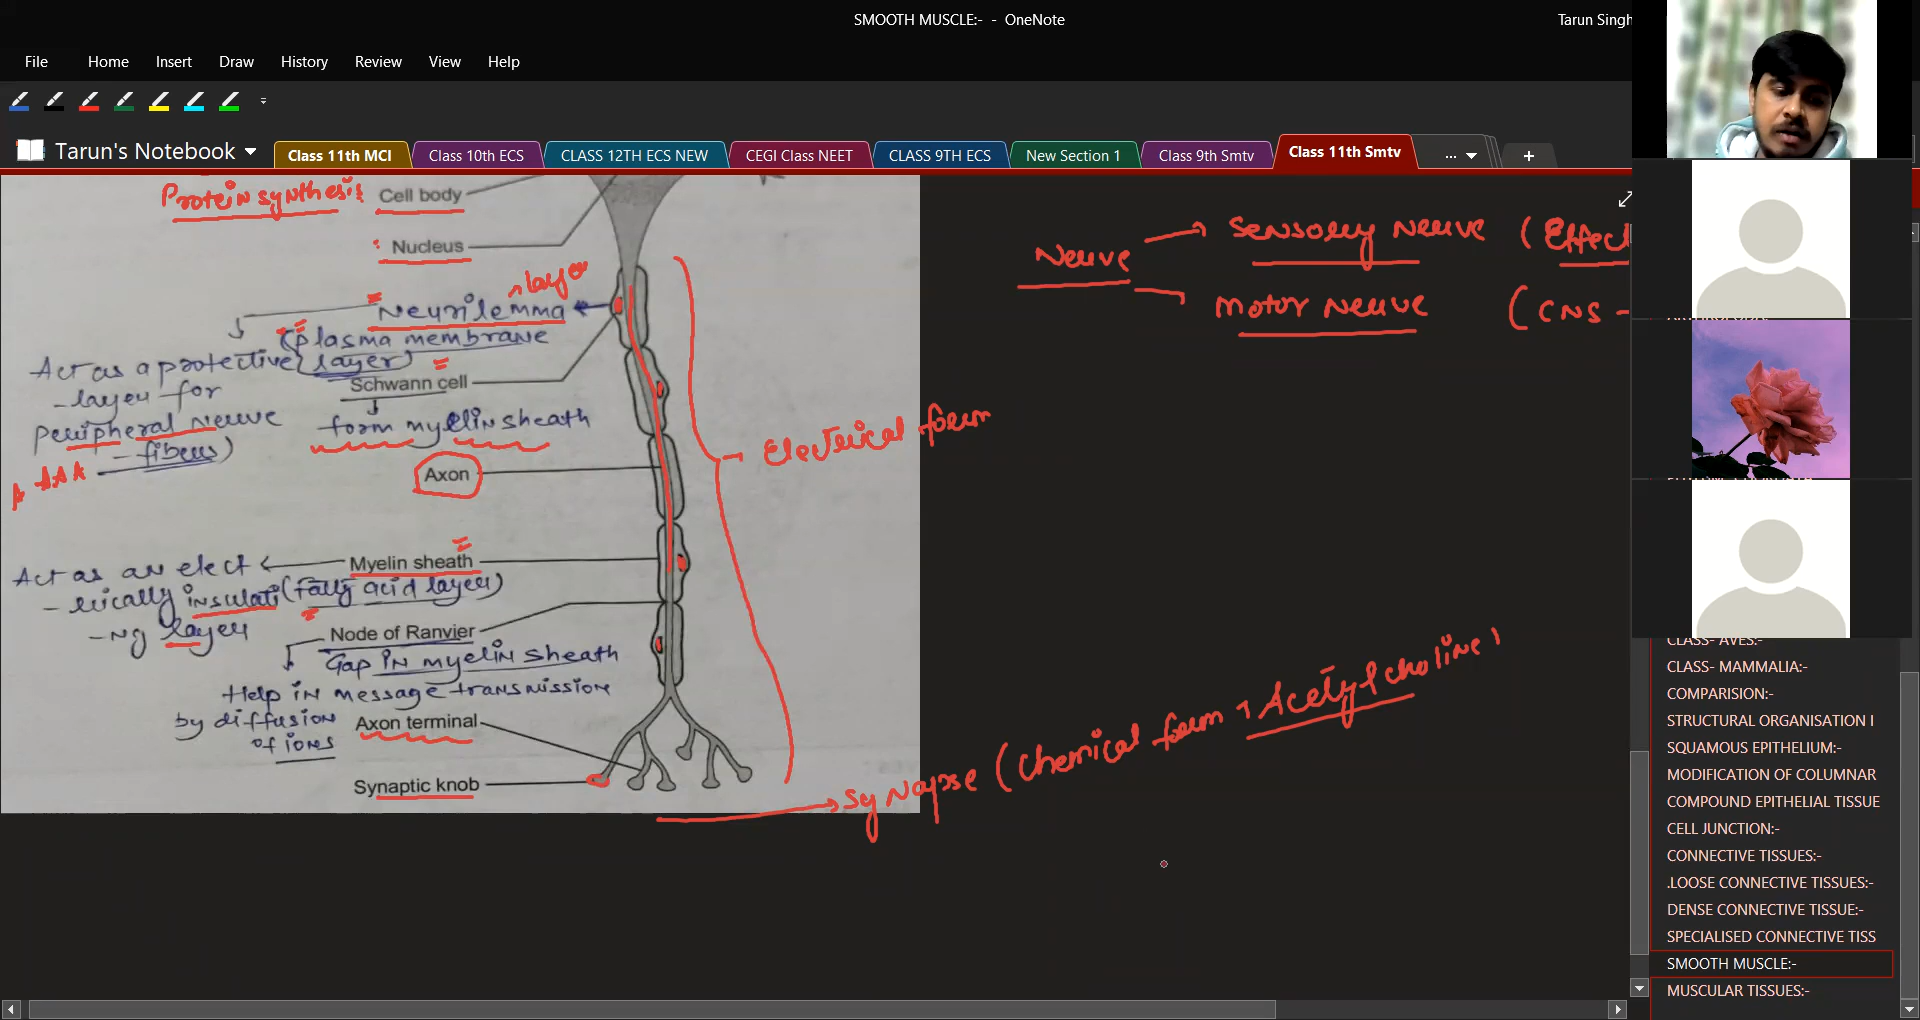 SMOOTH MUSCLE:- - OneNote
Tarun Singh
File Home Insert Draw History Review View Help
Tarun's Notebook
Class 11th MCI
Class 10th ECS
CLASS 12TH ECS NEW
CEGI Class NEET
CLASS 9TH ECS
New Section 1
Class 9th Smtv
Class 11th Smtv
...
+
Protein synthesis
Cell body
Nucleus
layer
Neurilemma
(plasma membrane
layer)
Act as a protective
-layer for
peripheral nerve
-fibers)
Schwann cell
form myelin sheath
Axon
Myelin sheath
(fatty acid layer)
Act as an elect
-rically insulati
-ng layer
Node of Ranvier
Gap in myelin sheath
Help in message transmission
by diffusion
of ions
Axon terminal
Synaptic knob
Electrical form
Synapse (Chemical form Acetylcholine)
Nerve
Sensory nerve (Effec
motor nerve (CNS -
CLASS- AVES:-
CLASS- MAMMALIA:-
COMPARISION:-
STRUCTURAL ORGANISATION I
SQUAMOUS EPITHELIUM:-
MODIFICATION OF COLUMNAR
COMPOUND EPITHELIAL TISSUE
CELL JUNCTION:-
CONNECTIVE TISSUES:-
.LOOSE CONNECTIVE TISSUES:-
DENSE CONNECTIVE TISSUE:-
SPECIALISED CONNECTIVE TISS
SMOOTH MUSCLE:-
MUSCULAR TISSUES:-